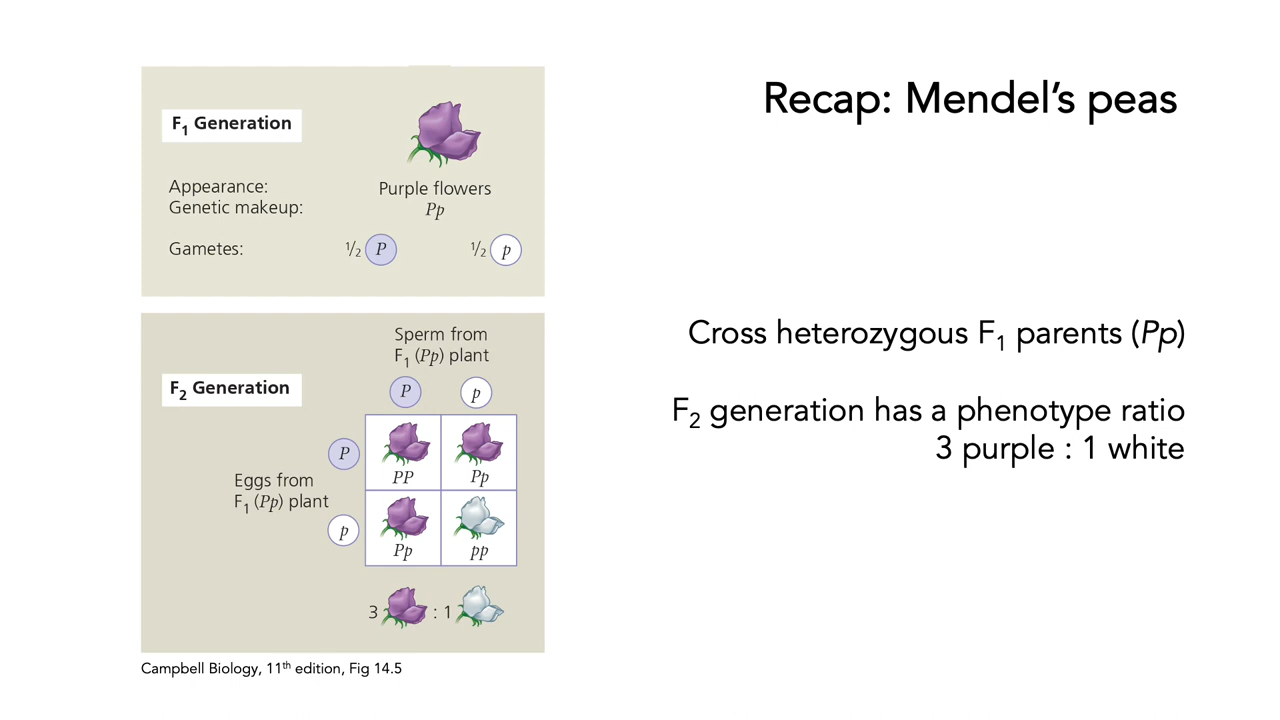 Recap: Mendel's peas
F₁ Generation
Appearance:
Purple flowers
Genetic makeup:
Pp
Gametes:
1/2 P
1/2 p
Sperm from
F₁ (Pp) plant
F₂ Generation
P
p
P
PP
Pp
Eggs from
F₁ (Pp) plant
p
Pp
pp
3 : 1
Campbell Biology, 11th edition, Fig 14.5
Cross heterozygous F₁ parents (Pp)
F₂ generation has a phenotype ratio
3 purple : 1 white